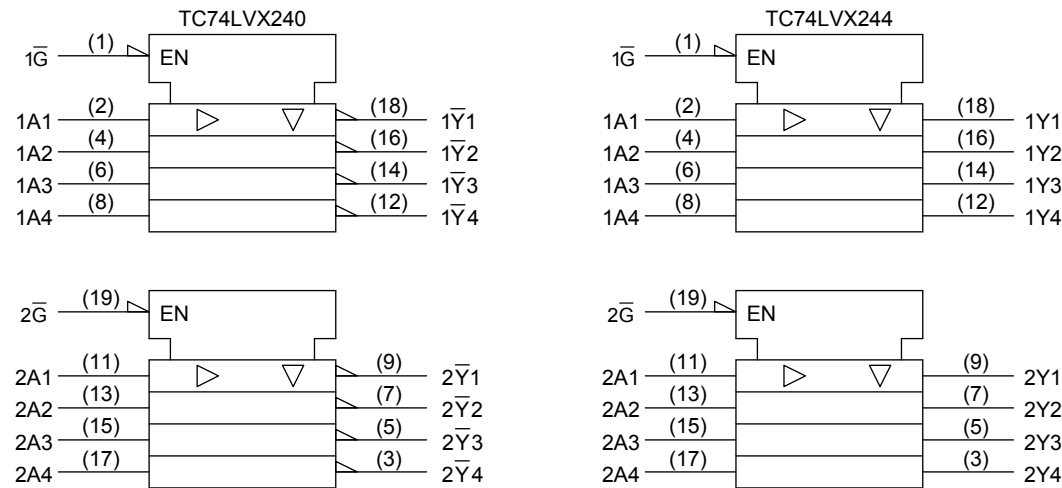 TC74LVX240
1G̅ (1) EN
1A1 (2) (18) 1Y̅1
1A2 (4) (16) 1Y̅2
1A3 (6) (14) 1Y̅3
1A4 (8) (12) 1Y̅4
2G̅ (19) EN
2A1 (11) (9) 2Y̅1
2A2 (13) (7) 2Y̅2
2A3 (15) (5) 2Y̅3
2A4 (17) (3) 2Y̅4
TC74LVX244
1G̅ (1) EN
1A1 (2) (18) 1Y1
1A2 (4) (16) 1Y2
1A3 (6) (14) 1Y3
1A4 (8) (12) 1Y4
2G̅ (19) EN
2A1 (11) (9) 2Y1
2A2 (13) (7) 2Y2
2A3 (15) (5) 2Y3
2A4 (17) (3) 2Y4